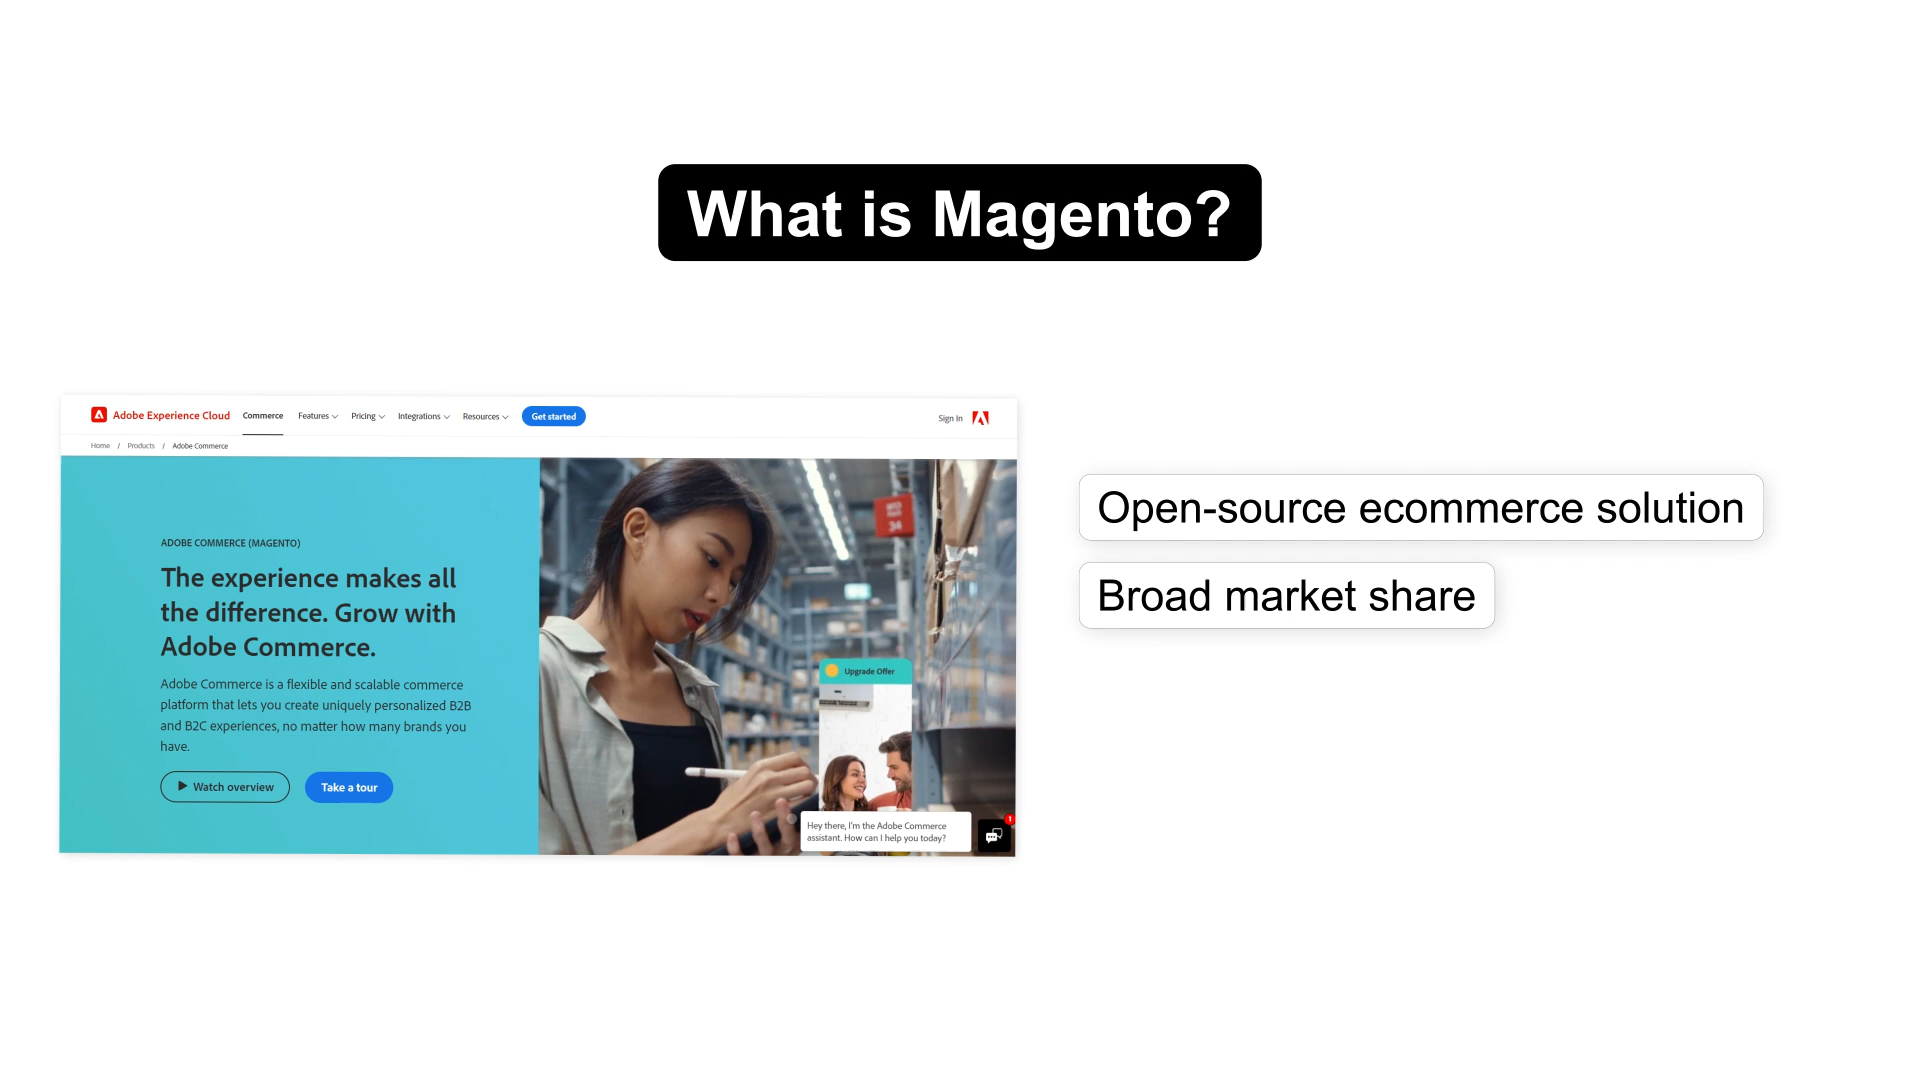 What is Magento?
Adobe Experience Cloud Commerce Features Pricing Integrations Resources Get started Sign In
Home / Products / Adobe Commerce
ADOBE COMMERCE (MAGENTO)
The experience makes all
the difference. Grow with
Adobe Commerce.
Adobe Commerce is a flexible and scalable commerce
platform that lets you create uniquely personalized B2B
and B2C experiences, no matter how many brands you
have.
Watch overview Take a tour
34
Upgrade Offer
Hey there, I'm the Adobe Commerce
assistant. How can I help you today?
1
Open-source ecommerce solution
Broad market share